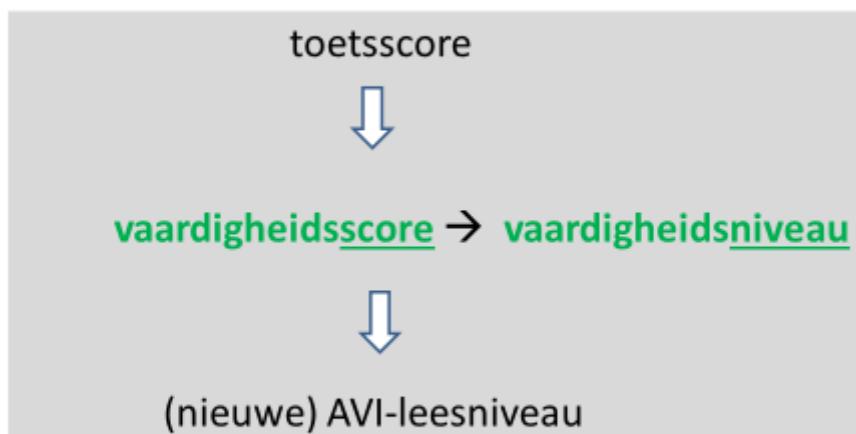 toetsscore
vaardigheidsscore → vaardigheidsniveau
(nieuwe) AVI-leesniveau